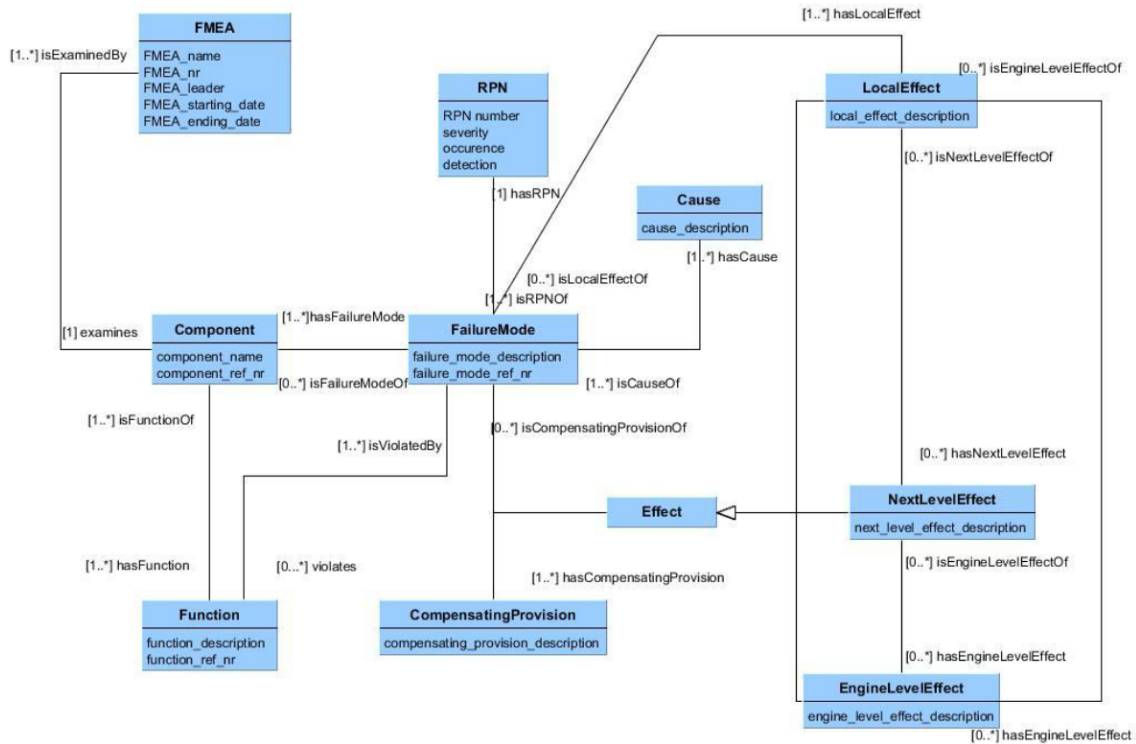 [1..*] hasLocalEffect
FMEA
[1..*] isExaminedBy
FMEA_name
FMEA_nr
FMEA_leader
FMEA_starting_date
FMEA_ending_date
[0..*] isEngineLevelEffectOf
RPN
RPN number
severity
occurence
detection
LocalEffect
local_effect_description
[0..*] isNextLevelEffectOf
[1] hasRPN
Cause
cause_description
[1..*] hasCause
[0..*] isLocalEffectOf
[1..*] isRPNOf
[1] examines
Component
component_name
component_ref_nr
[1..*]hasFailureMode
[0..*] isFailureModeOf
FailureMode
failure_mode_description
failure_mode_ref_nr
[1..*] isCauseOf
[1..*] isFunctionOf
[1..*] isViolatedBy
[0..*] isCompensatingProvisionOf
[0..*] hasNextLevelEffect
Effect
NextLevelEffect
next_level_effect_description
[0..*] isEngineLevelEffectOf
[1..*] hasFunction
[0...*] violates
[1..*] hasCompensatingProvision
Function
function_description
function_ref_nr
CompensatingProvision
compensating_provision_description
[0..*] hasEngineLevelEffect
EngineLevelEffect
engine_level_effect_description
[0..*] hasEngineLevelEffect